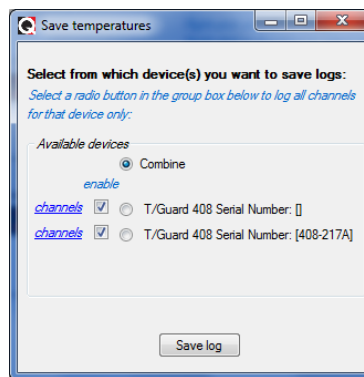 Save temperatures
Select from which device(s) you want to save logs:
Select a radio button in the group box below to log all channels
for that device only:
Available devices
Combine
enable
channels T/Guard 408 Serial Number: []
channels T/Guard 408 Serial Number: [408-217A]
Save log